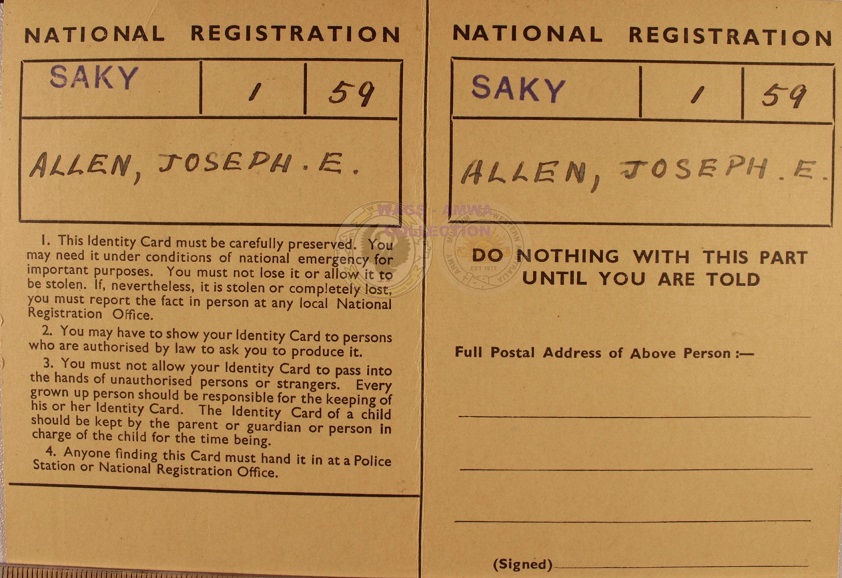 NATIONAL REGISTRATION
SAKY 1 59
ALLEN, JOSEPH. E.
1. This Identity Card must be carefully preserved. You
may need it under conditions of national emergency for
important purposes. You must not lose it or allow it to
be stolen. If, nevertheless, it is stolen or completely lost,
you must report the fact in person at any local National
Registration Office.
2. You may have to show your Identity Card to persons
who are authorised by law to ask you to produce it.
3. You must not allow your Identity Card to pass into
the hands of unauthorised persons or strangers. Every
grown up person should be responsible for the keeping of
his or her Identity Card. The Identity Card of a child
should be kept by the parent or guardian or person in
charge of the child for the time being.
4. Anyone finding this Card must hand it in at a Police
Station or National Registration Office.
NATIONAL REGISTRATION
SAKY 1 59
ALLEN, JOSEPH. E.
DO NOTHING WITH THIS PART
UNTIL YOU ARE TOLD
Full Postal Address of Above Person :—
(Signed)
WAGS - AMWA
COLLECTION
EST 1977